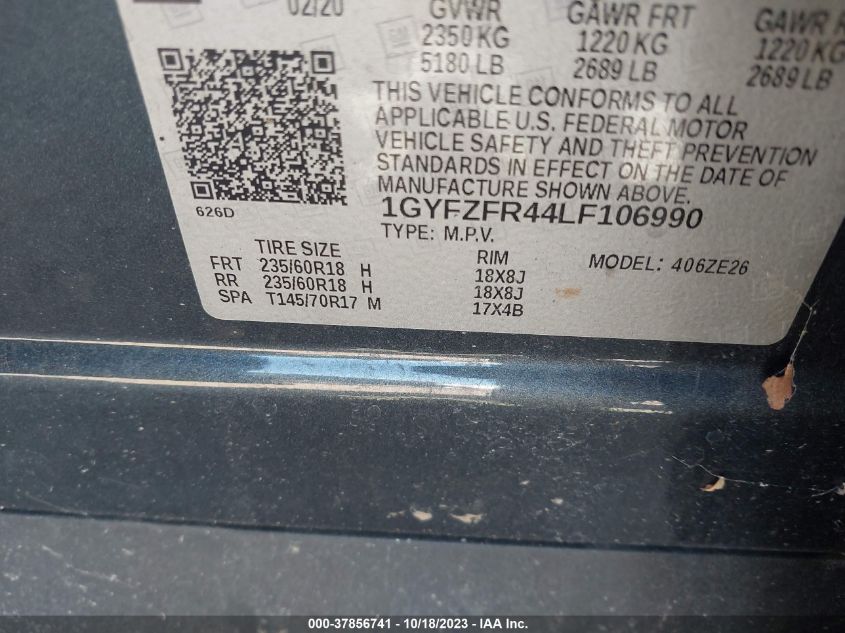 02/20 GVWR GAWR FRT GAWR
2350 KG 1220 KG 1220 KG
5180 LB 2689 LB 2689 LB
THIS VEHICLE CONFORMS TO ALL
APPLICABLE U.S. FEDERAL MOTOR
VEHICLE SAFETY AND THEFT PREVENTION
STANDARDS IN EFFECT ON THE DATE OF
MANUFACTURE SHOWN ABOVE.
626D
1GYFZFR44LF106990
TYPE: M.P.V.
TIRE SIZE RIM MODEL: 406ZE26
FRT 235/60R18 H 18X8J
RR 235/60R18 H 18X8J
SPA T145/70R17 M 17X4B
000-37856741 - 10/18/2023 - IAA Inc.